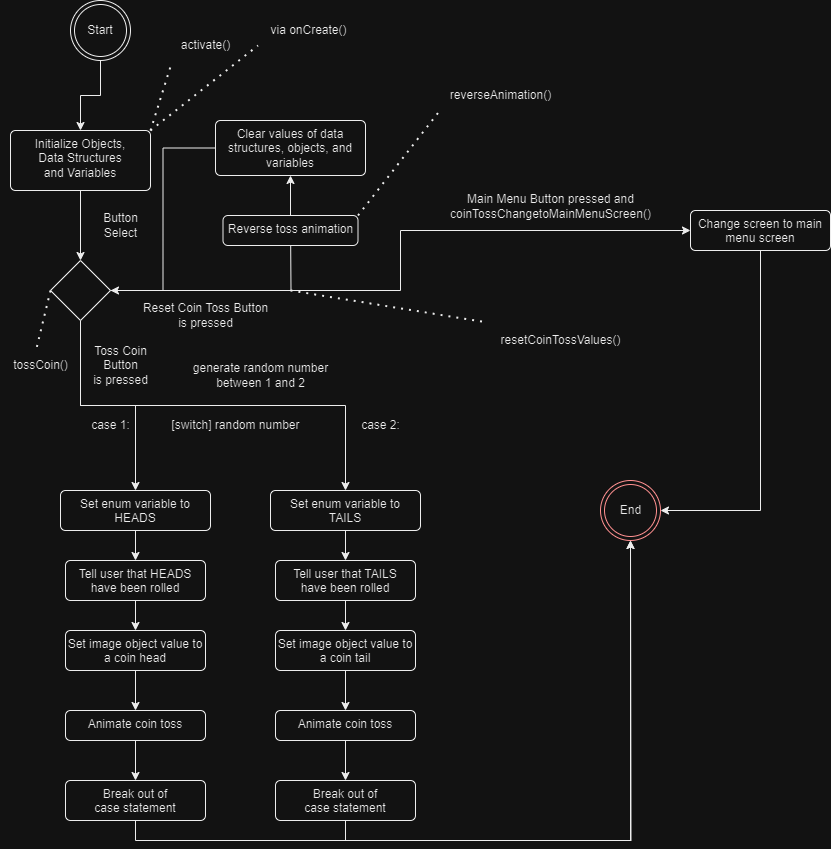 Start
activate()
via onCreate()
reverseAnimation()
Initialize Objects,
Data Structures
and Variables
Clear values of data
structures, objects, and
variables
Button
Select
Reverse toss animation
Main Menu Button pressed and
coinTossChangetoMainMenuScreen()
Change screen to main
menu screen
Reset Coin Toss Button
is pressed
resetCoinTossValues()
tossCoin()
Toss Coin
Button
is pressed
generate random number
between 1 and 2
case 1:
[switch] random number
case 2:
Set enum variable to
HEADS
Set enum variable to
TAILS
End
Tell user that HEADS
have been rolled
Tell user that TAILS
have been rolled
Set image object value to
a coin head
Set image object value to
a coin tail
Animate coin toss
Animate coin toss
Break out of
case statement
Break out of
case statement